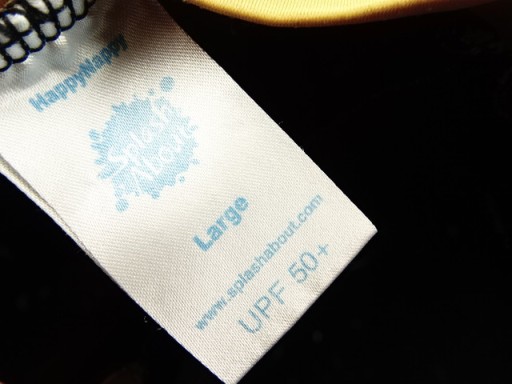 HappyNappy
Splash
About
Large
www.splashabout.com
UPF 50+